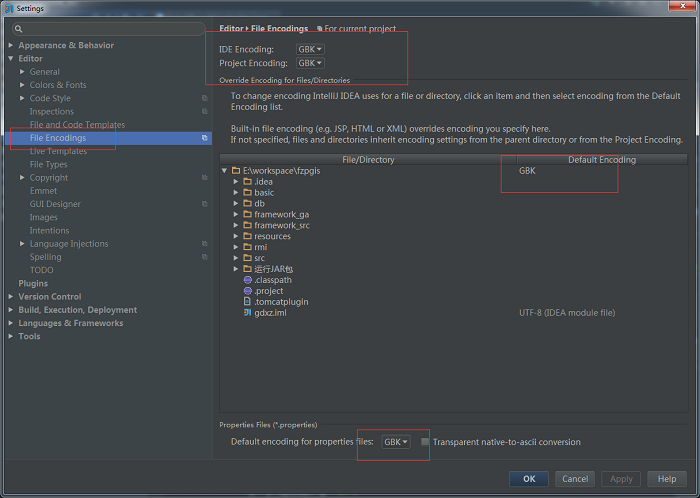 Settings
Appearance & Behavior
Editor
General
Colors & Fonts
Code Style
Inspections
File and Code Templates
File Encodings
Live Templates
File Types
Copyright
Emmet
GUI Designer
Images
Intentions
Language Injections
Spelling
TODO
Plugins
Version Control
Build, Execution, Deployment
Languages & Frameworks
Tools
Editor › File Encodings For current project
IDE Encoding: GBK
Project Encoding: GBK
Override Encoding for Files/Directories
To change encoding IntelliJ IDEA uses for a file or directory, click an item and then select encoding from the Default
Encoding list.
Built-in file encoding (e.g. JSP, HTML or XML) overrides encoding you specify here.
If not specified, files and directories inherit encoding settings from the parent directory or from the Project Encoding.
File/Directory Default Encoding
E:\workspace\fzpgis GBK
.idea
basic
db
framework_ga
framework_src
resources
rmi
src
运行JAR包
.classpath
.project
.tomcatplugin
gdxz.iml UTF-8 (IDEA module file)
Properties Files (*.properties)
Default encoding for properties files: GBK Transparent native-to-ascii conversion
OK Cancel Apply Help